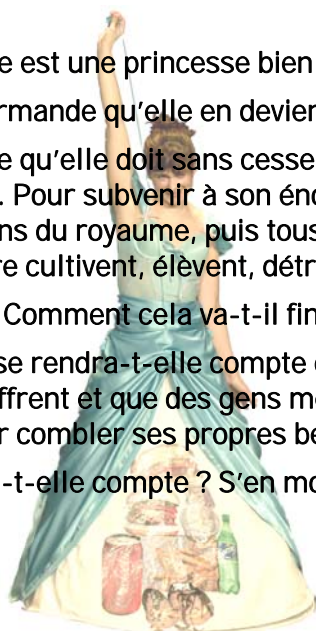 e est une princesse bien
rmande qu'elle en devien
e qu'elle doit sans cesse
. Pour subvenir à son éno
ns du royaume, puis tous
re cultivent, élèvent, détr
Comment cela va-t-il fin
se rendra-t-elle compte
ffrent et que des gens m
r combler ses propres be
-t-elle compte ? S'en mo